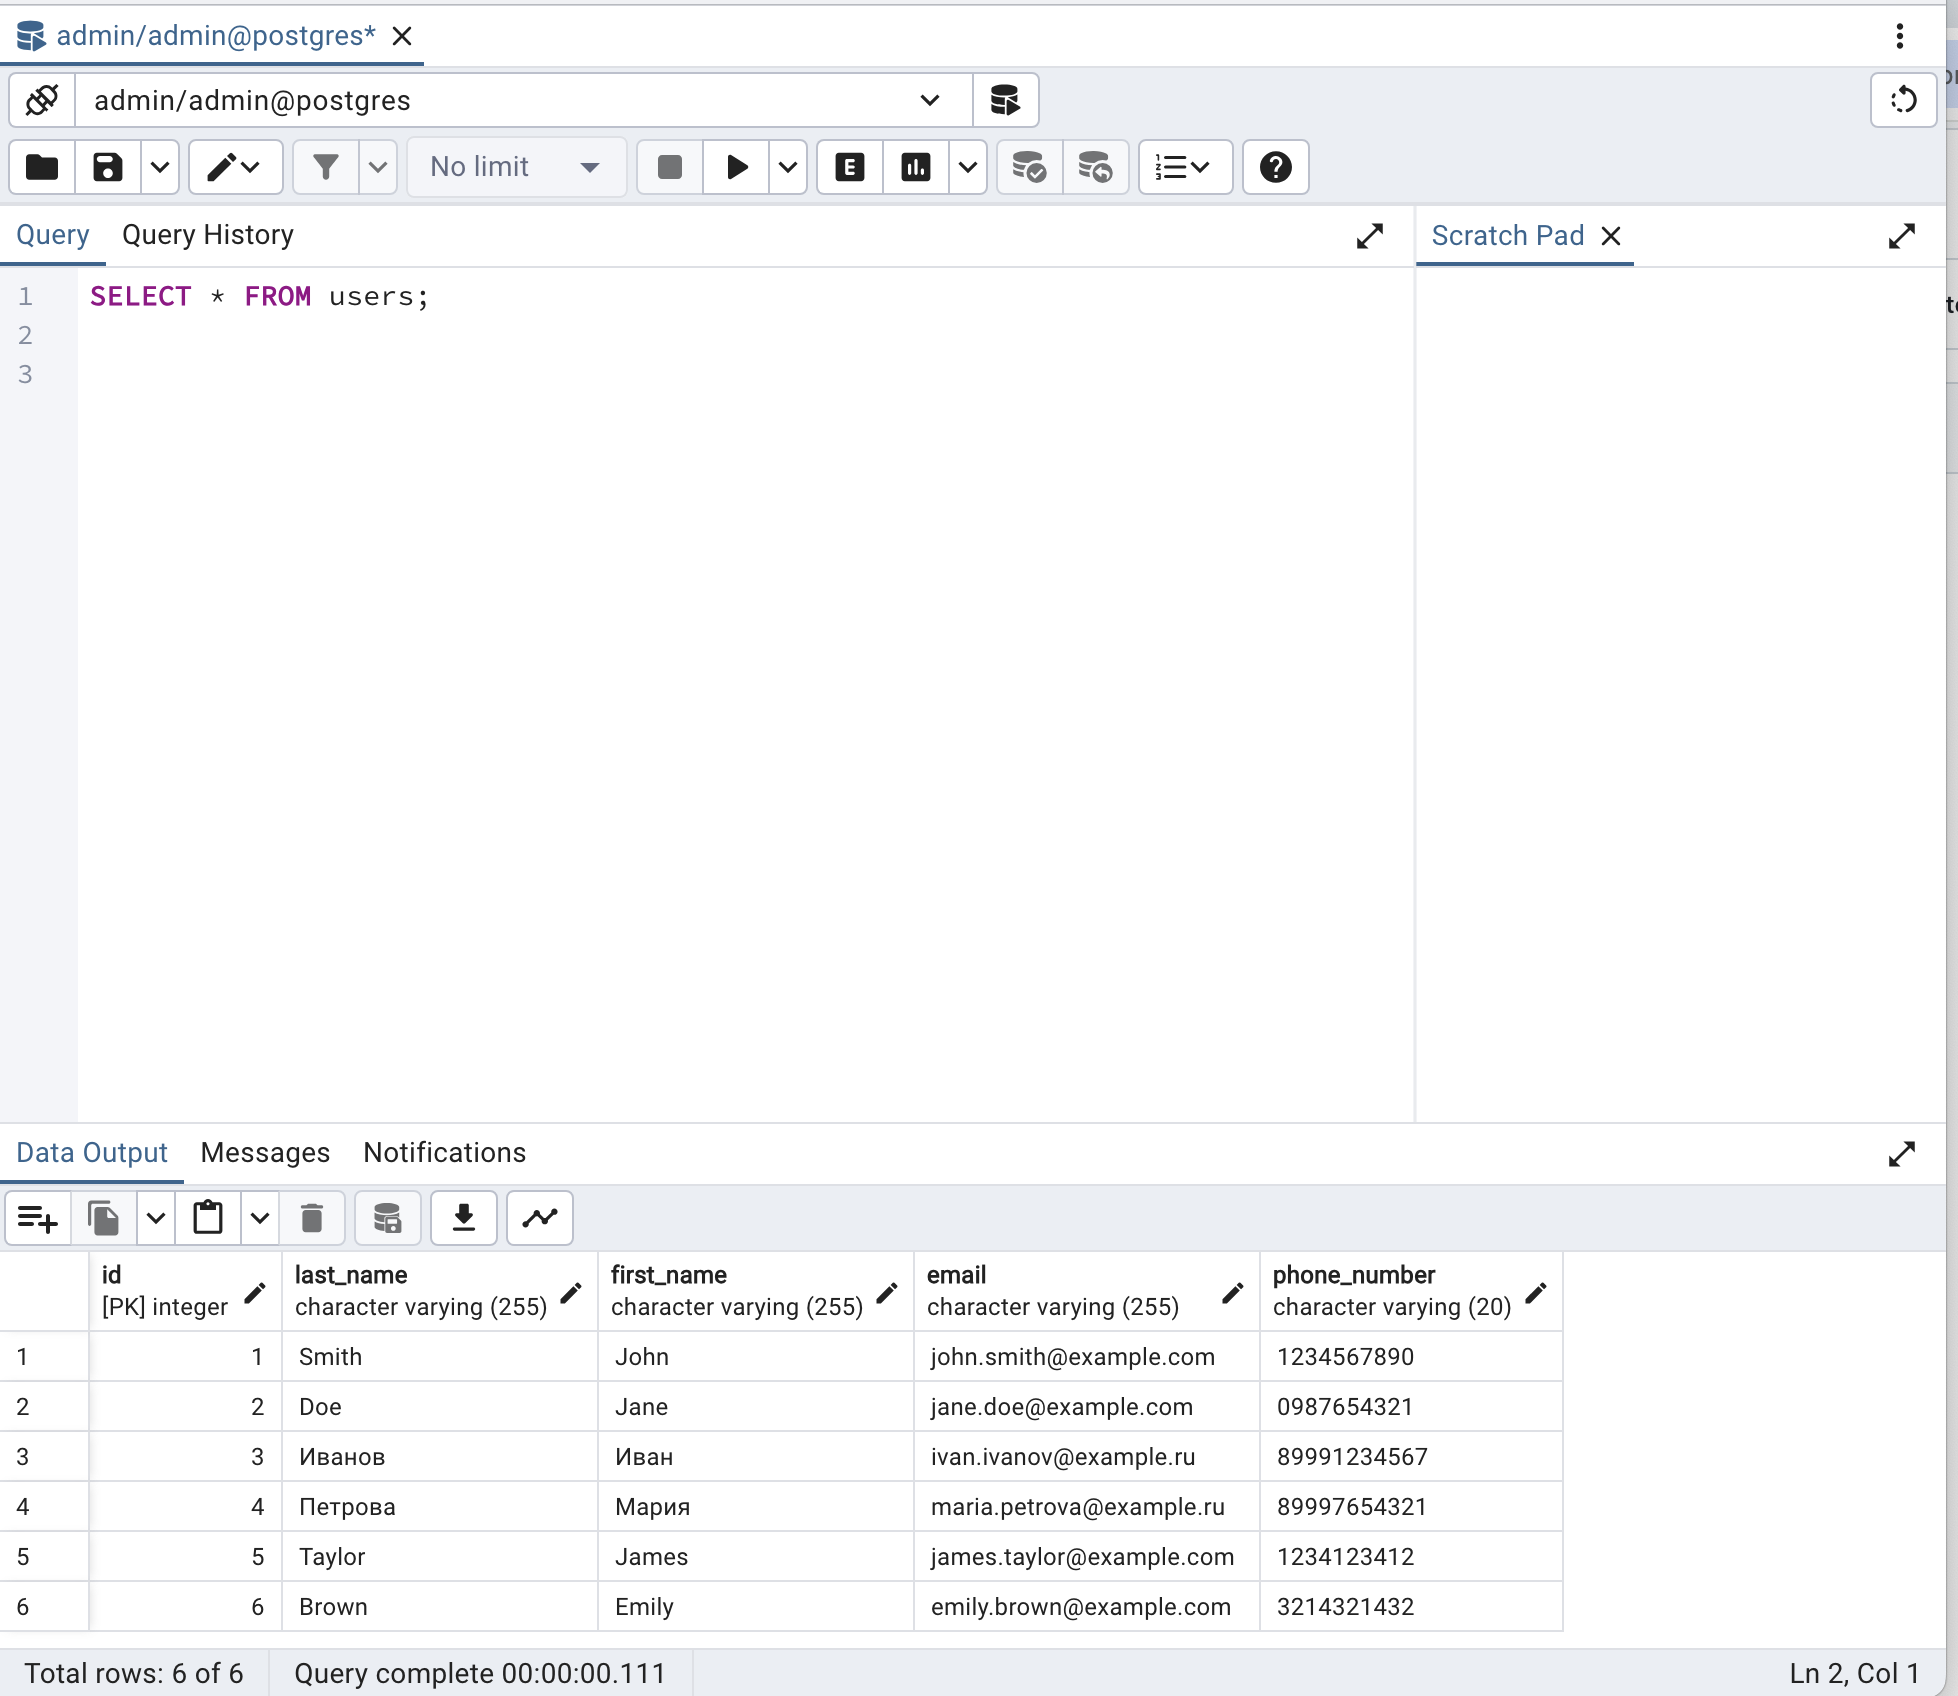 admin/admin@postgres*
admin/admin@postgres
No limit
Query Query History Scratch Pad
1 SELECT * FROM users;
2
3
Data Output Messages Notifications
id last_name first_name email phone_number
[PK] integer character varying (255) character varying (255) character varying (255) character varying (20)
1 1 Smith John john.smith@example.com 1234567890
2 2 Doe Jane jane.doe@example.com 0987654321
3 3 Иванов Иван ivan.ivanov@example.ru 89991234567
4 4 Петрова Мария maria.petrova@example.ru 89997654321
5 5 Taylor James james.taylor@example.com 1234123412
6 6 Brown Emily emily.brown@example.com 3214321432
Total rows: 6 of 6 Query complete 00:00:00.111 Ln 2, Col 1